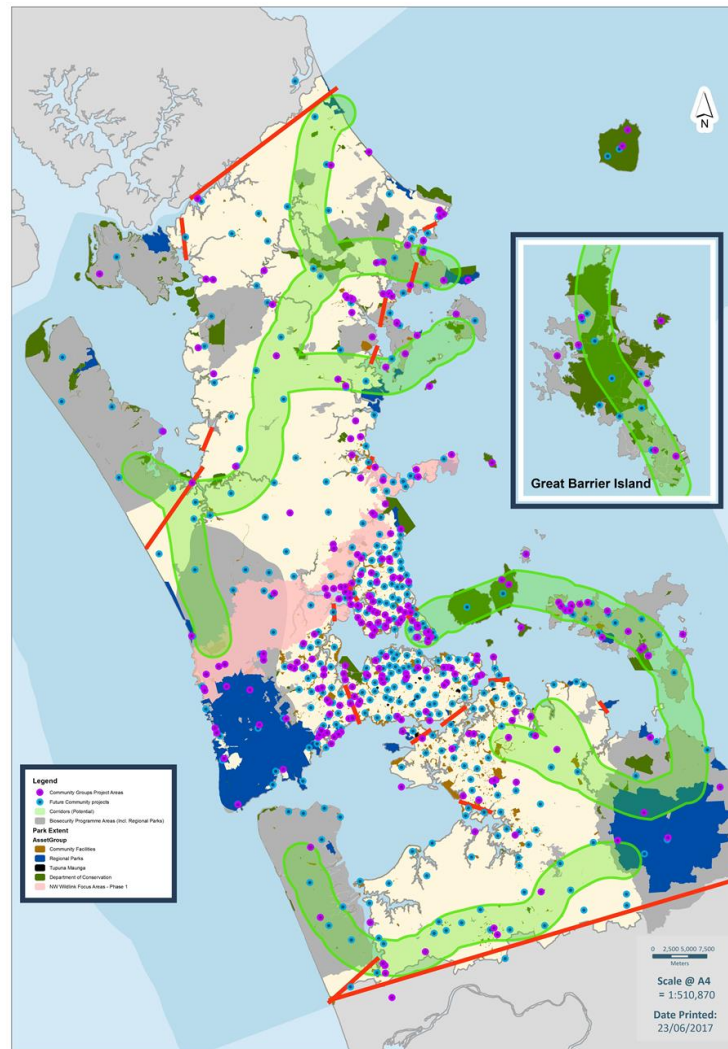 N
Great Barrier Island
Legend
Community Groups Project Areas
Future Community projects
Corridors (Potential)
Biosecurity Programme Areas (Incl. Regional Parks)
Park Extent
AssetGroup
Community Facilities
Regional Parks
Tupuna Maunga
Department of Conservation
NW Wildlink Focus Areas - Phase 1
0 2,500 5,000 7,500
Meters
Scale @ A4
= 1:510,870
Date Printed:
23/06/2017